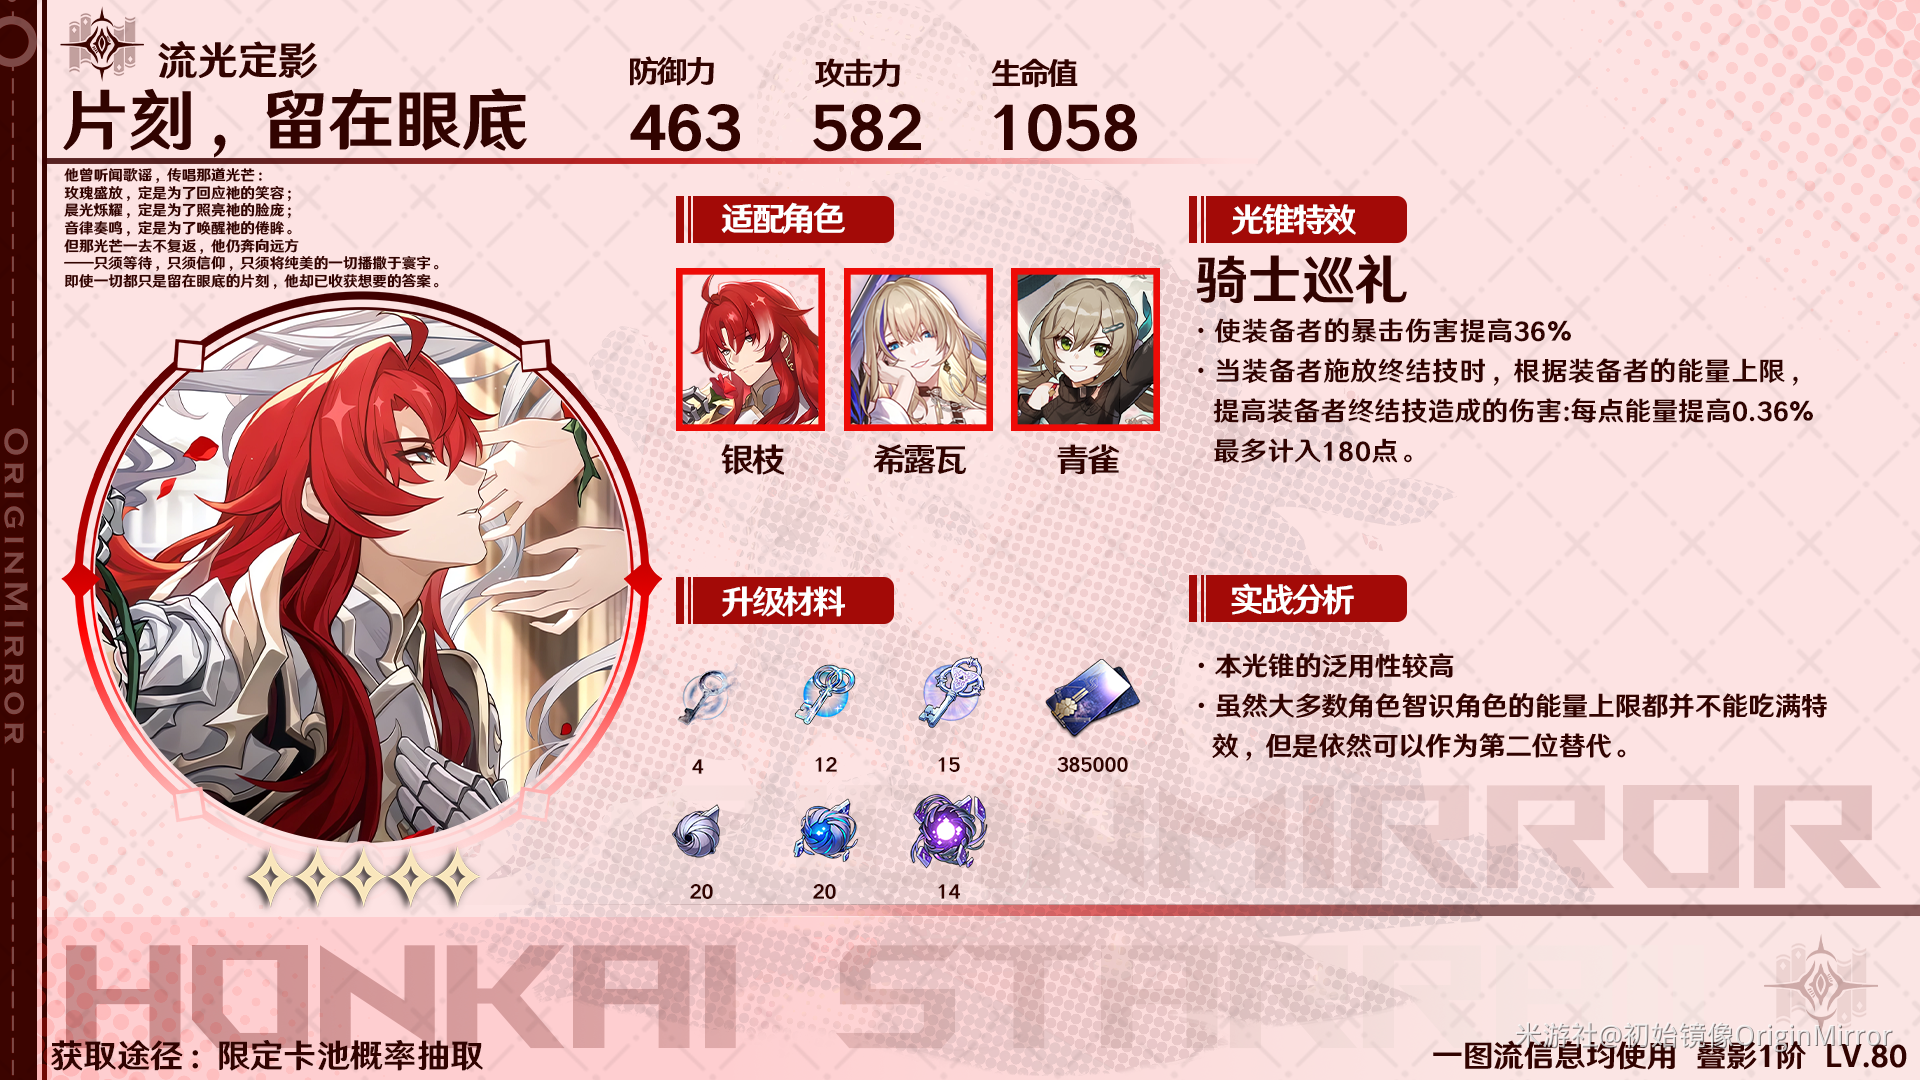 流光定影
片刻，留在眼底
防御力
463
攻击力
582
生命值
1058
他曾听闻歌谣，传唱那道光芒：
玫瑰盛放，定是为了回应祂的笑容；
晨光烁耀，定是为了照亮祂的脸庞；
音律奏鸣，定是为了唤醒祂的倦眸。
但那光芒一去不复返，他仍奔向远方
——只须等待，只须信仰，只须将纯美的一切播撒于寰宇。
即使一切都只是留在眼底的片刻，他却已收获想要的答案。
适配角色
银枝
希露瓦
青雀
光锥特效
骑士巡礼
· 使装备者的暴击伤害提高36%
· 当装备者施放终结技时，根据装备者的能量上限，
提高装备者终结技造成的伤害:每点能量提高0.36%
最多计入180点。
升级材料
4
12
15
385000
20
20
14
实战分析
· 本光锥的泛用性较高
· 虽然大多数角色智识角色的能量上限都并不能吃满特
效，但是依然可以作为第二位替代。
ORIGINMIRROR
MIRROR
HONKAI STAR
获取途径：限定卡池概率抽取
米游社@初始镜像OriginMirror
一图流信息均使用 叠影1阶 LV.80